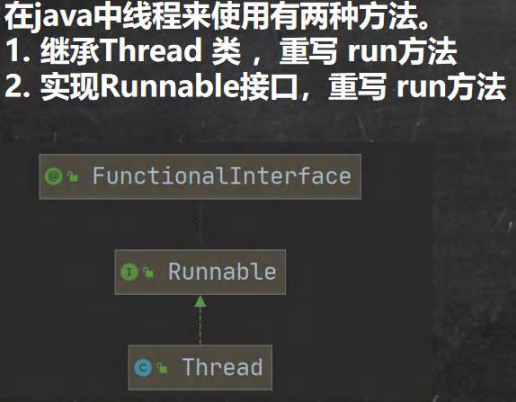 在java中线程来使用有两种方法。
1. 继承Thread 类 ，重写 run方法
2. 实现Runnable接口，重写 run方法
@ FunctionalInterface
I Runnable
C Thread